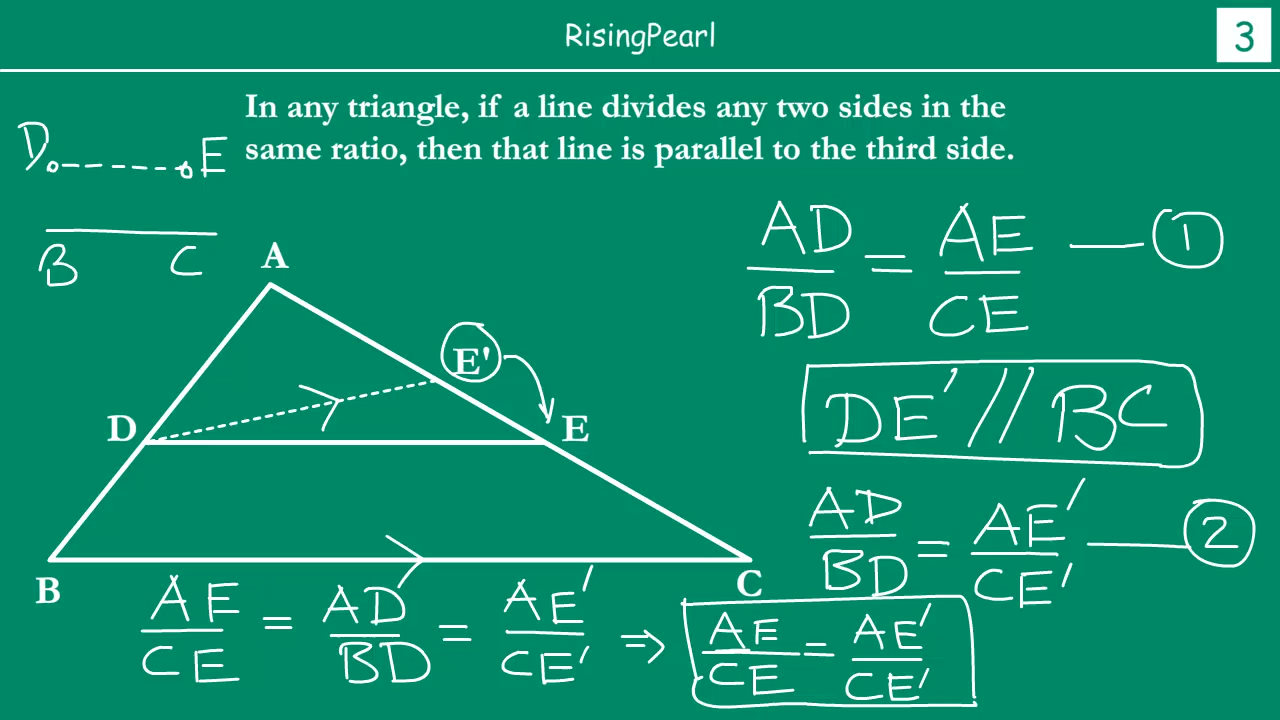 RisingPearl
3
In any triangle, if a line divides any two sides in the
same ratio, then that line is parallel to the third side.
D E
B C
A
E'
D E
B C
AD/BD = AE/CE — 1
DE' // BC
AD/BD = AE'/CE' — 2
AE/CE = AD/BD = AE'/CE' ⇒ AE/CE = AE'/CE'